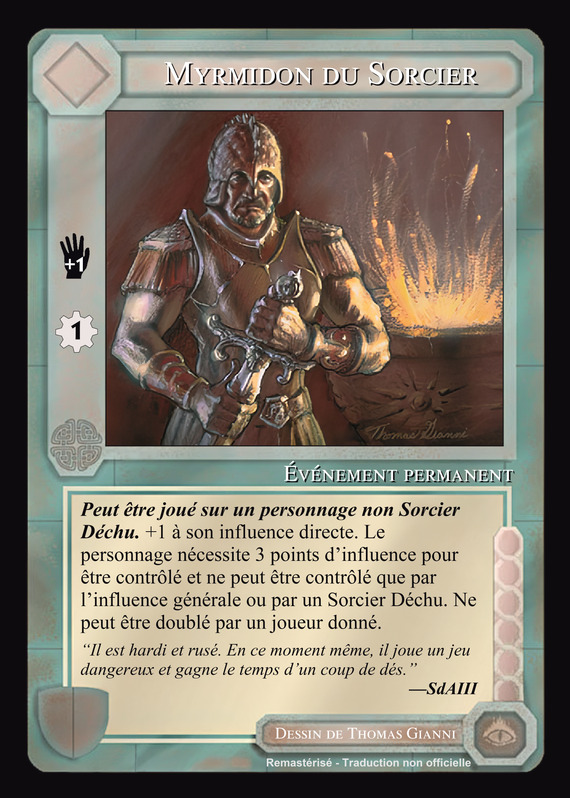 Myrmidon du Sorcier
+1
1
Thomas Gianni
Événement permanent
Peut être joué sur un personnage non Sorcier
Déchu. +1 à son influence directe. Le
personnage nécessite 3 points d’influence pour
être contrôlé et ne peut être contrôlé que par
l’influence générale ou par un Sorcier Déchu. Ne
peut être doublé par un joueur donné.
“Il est hardi et rusé. En ce moment même, il joue un jeu
dangereux et gagne le temps d’un coup de dés.”
—SdAIII
Dessin de Thomas Gianni
Remastérisé - Traduction non officielle